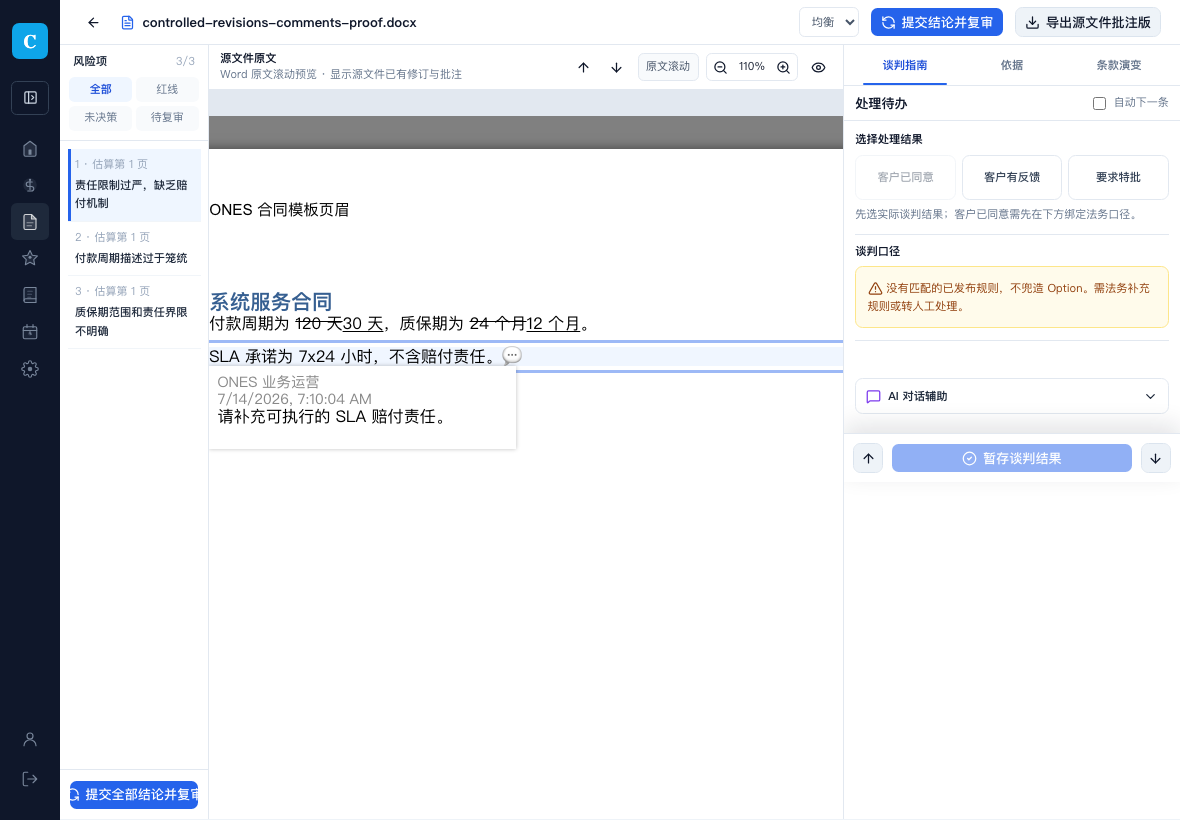 C
controlled-revisions-comments-proof.docx
均衡
提交结论并复审
导出源文件批注版
风险项
3/3
全部
红线
未决策
待复审
1 · 估算第 1 页
责任限制过严，缺乏赔
付机制
2 · 估算第 1 页
付款周期描述过于笼统
3 · 估算第 1 页
质保期范围和责任界限
不明确
提交全部结论并复审
源文件原文
Word 原文滚动预览 · 显示源文件已有修订与批注
原文滚动
110%
ONES 合同模板页眉
系统服务合同
付款周期为 120 天30 天，质保期为 24 个月12 个月。
SLA 承诺为 7x24 小时，不含赔付责任。
ONES 业务运营
7/14/2026, 7:10:04 AM
请补充可执行的 SLA 赔付责任。
谈判指南
依据
条款演变
处理待办
自动下一条
选择处理结果
客户已同意
客户有反馈
要求特批
先选实际谈判结果；客户已同意需先在下方绑定法务口径。
谈判口径
没有匹配的已发布规则，不兜造 Option。需法务补充
规则或转人工处理。
AI 对话辅助
暂存谈判结果